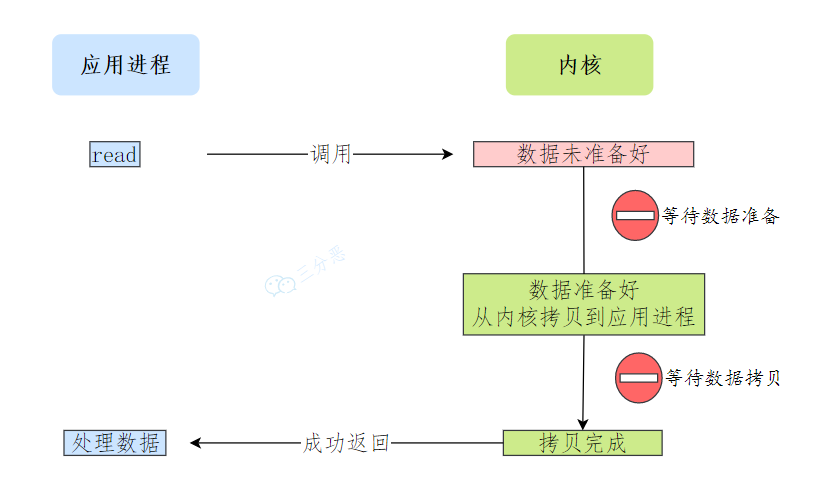 应用进程
内核
read
调用
数据未准备好
等待数据准备
三分恶
数据准备好
从内核拷贝到应用进程
等待数据拷贝
处理数据
成功返回
拷贝完成